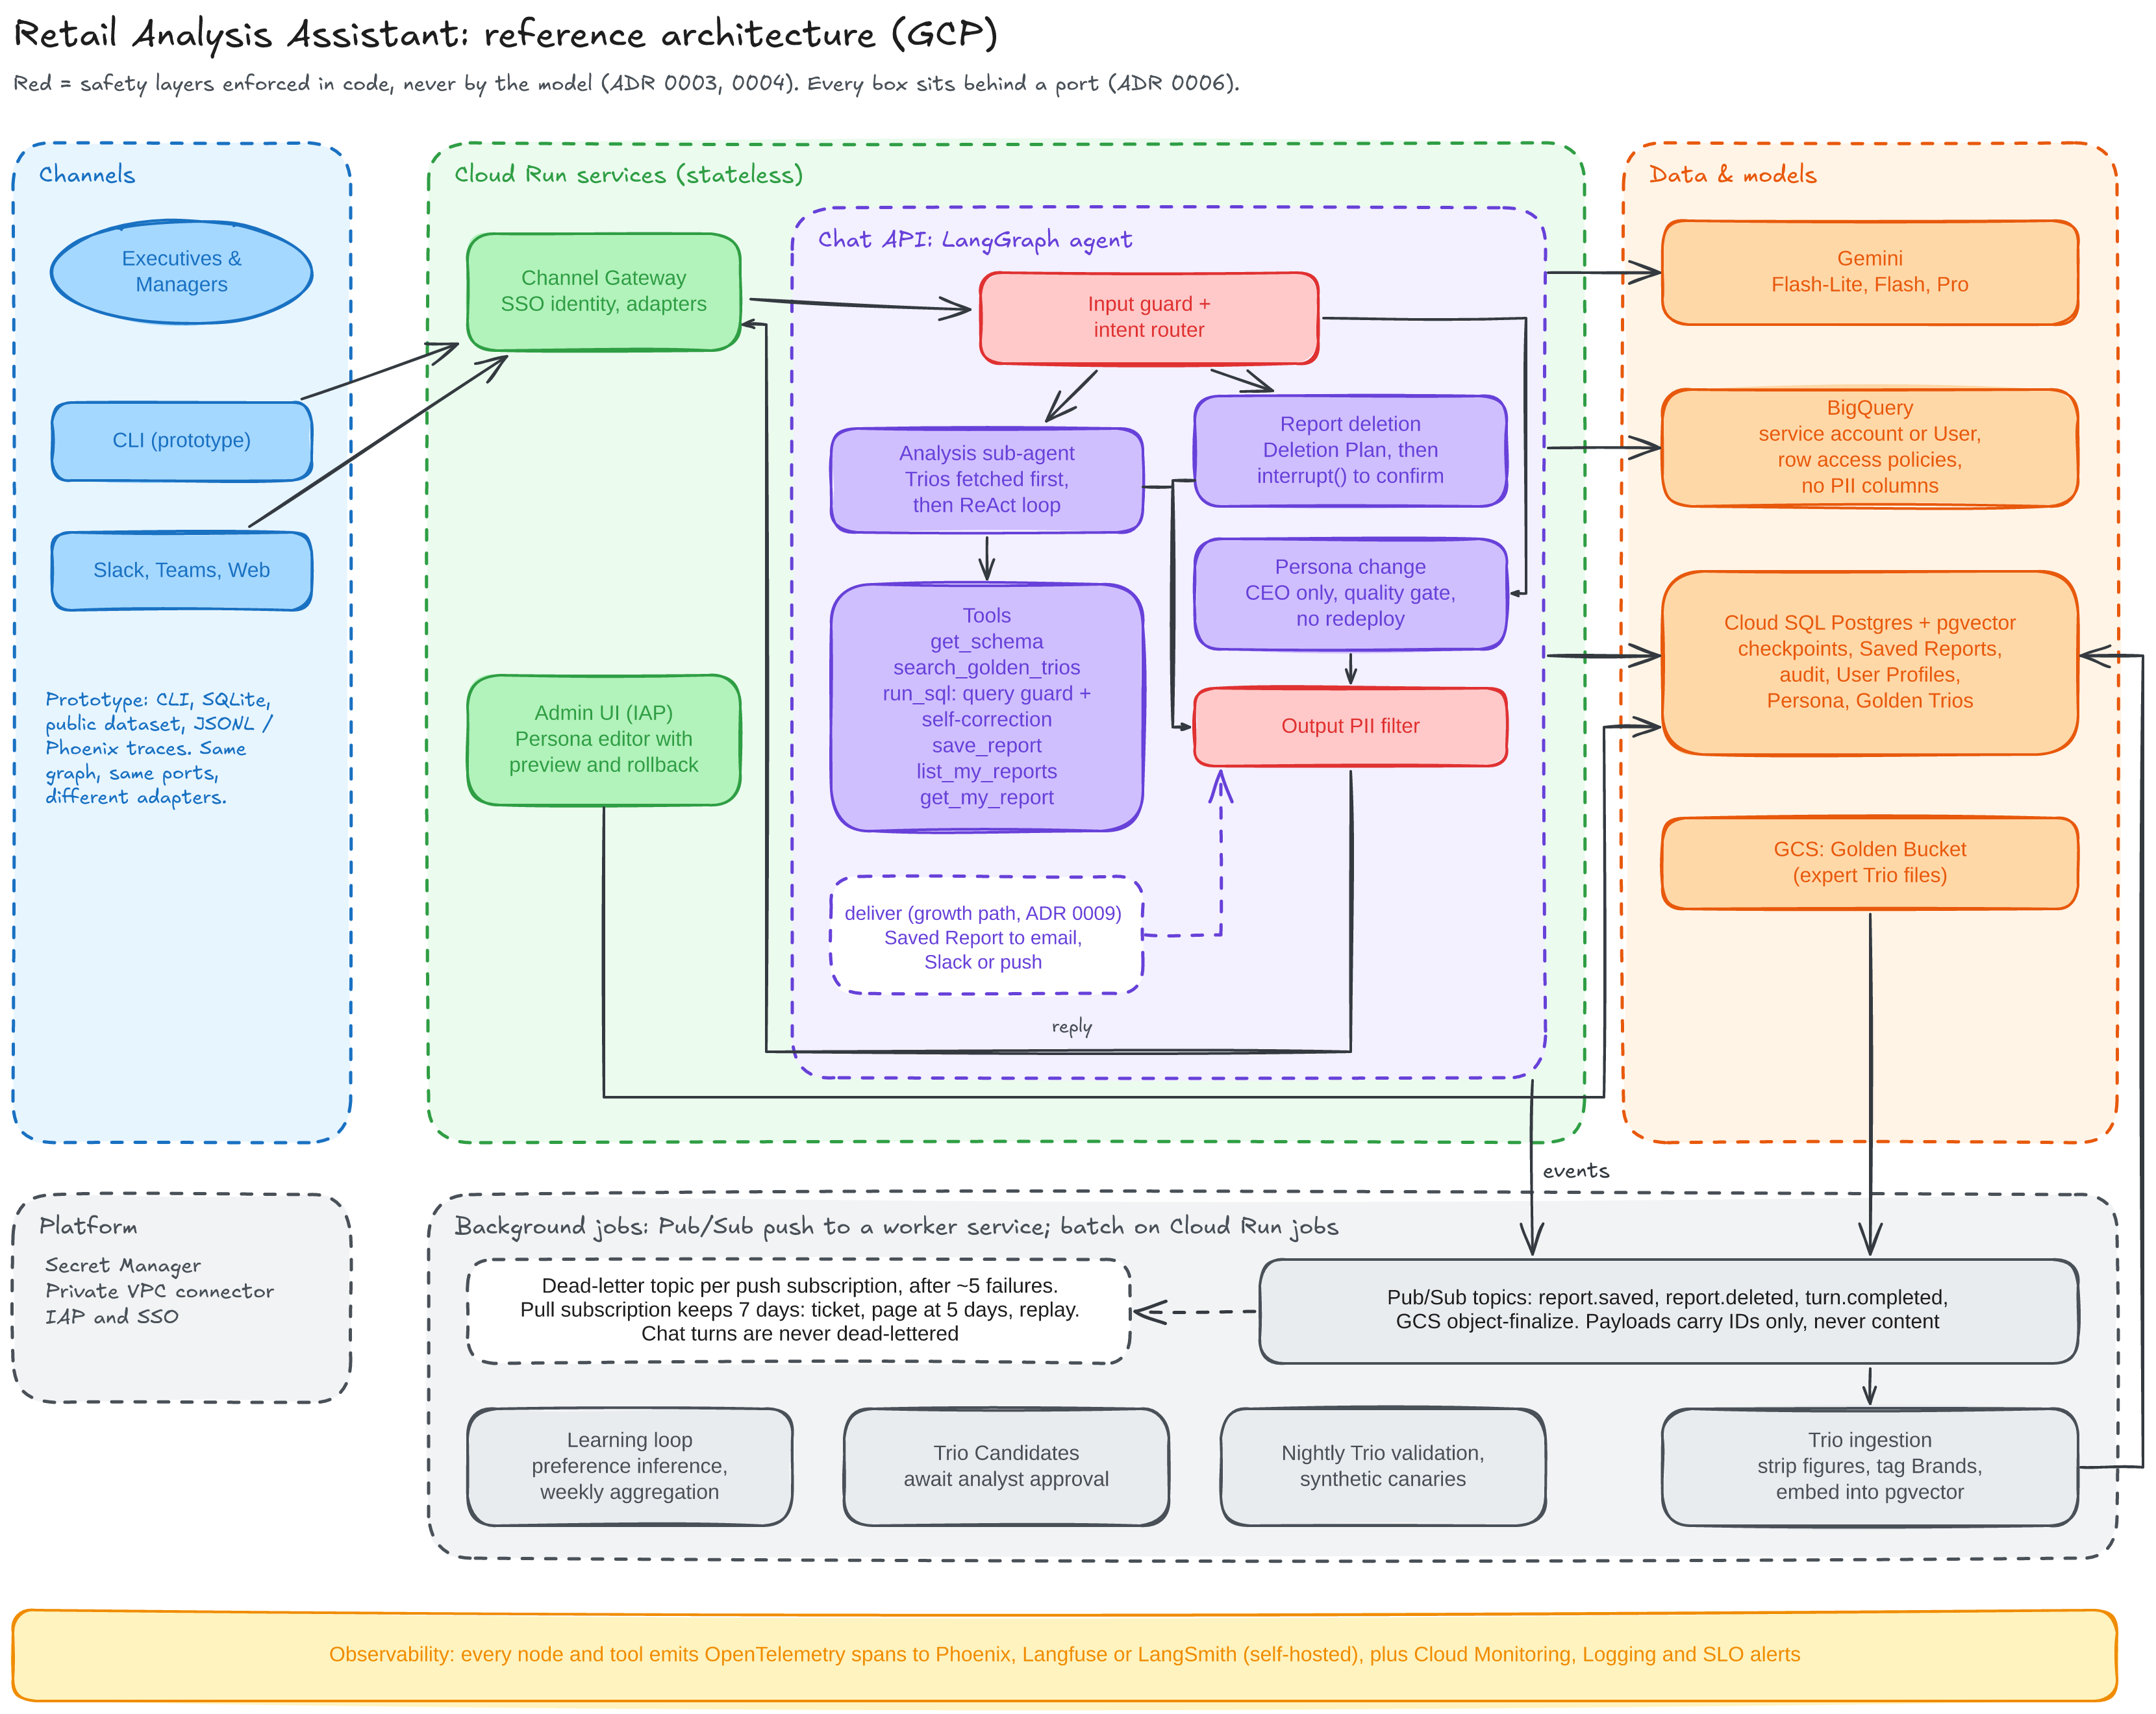 Retail Analysis Assistant: reference architecture (GCP)
Red = safety layers enforced in code, never by the model (ADR 0003, 0004). Every box sits behind a port (ADR 0006).
Channels
Executives &
Managers
CLI (prototype)
Slack, Teams, Web
Prototype: CLI, SQLite,
public dataset, JSONL /
Phoenix traces. Same
graph, same ports,
different adapters.
Cloud Run services (stateless)
Channel Gateway
SSO identity, adapters
Admin UI (IAP)
Persona editor with
preview and rollback
Chat API: LangGraph agent
Input guard +
intent router
Analysis sub-agent
Trios fetched first,
then ReAct loop
Report deletion
Deletion Plan, then
interrupt() to confirm
Persona change
CEO only, quality gate,
no redeploy
Tools
get_schema
search_golden_trios
run_sql: query guard +
self-correction
save_report
list_my_reports
get_my_report
Output PII filter
deliver (growth path, ADR 0009)
Saved Report to email,
Slack or push
reply
Data & models
Gemini
Flash-Lite, Flash, Pro
BigQuery
service account or User,
row access policies,
no PII columns
Cloud SQL Postgres + pgvector
checkpoints, Saved Reports,
audit, User Profiles,
Persona, Golden Trios
GCS: Golden Bucket
(expert Trio files)
events
Platform
Secret Manager
Private VPC connector
IAP and SSO
Background jobs: Pub/Sub push to a worker service; batch on Cloud Run jobs
Dead-letter topic per push subscription, after ~5 failures.
Pull subscription keeps 7 days: ticket, page at 5 days, replay.
Chat turns are never dead-lettered
Pub/Sub topics: report.saved, report.deleted, turn.completed,
GCS object-finalize. Payloads carry IDs only, never content
Learning loop
preference inference,
weekly aggregation
Trio Candidates
await analyst approval
Nightly Trio validation,
synthetic canaries
Trio ingestion
strip figures, tag Brands,
embed into pgvector
Observability: every node and tool emits OpenTelemetry spans to Phoenix, Langfuse or LangSmith (self-hosted), plus Cloud Monitoring, Logging and SLO alerts